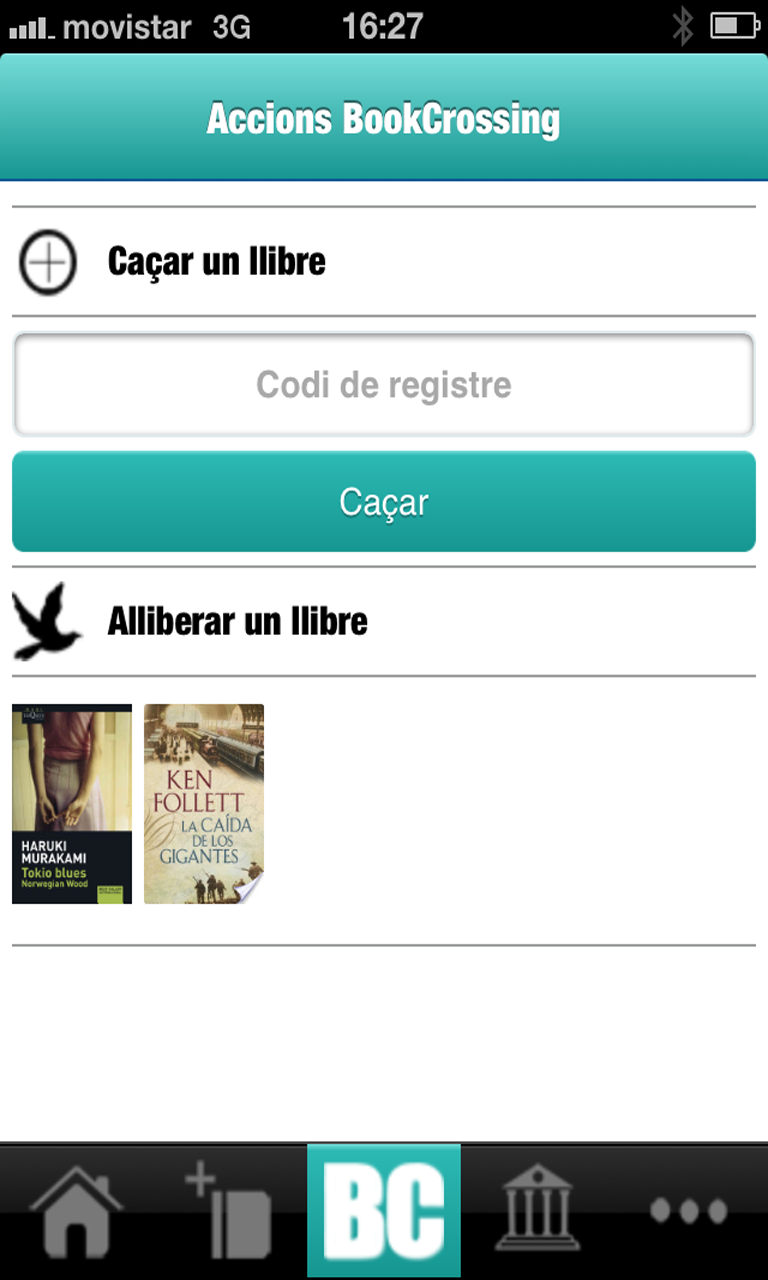 movistar 3G 16:27
Accions BookCrossing
Caçar un llibre
Codi de registre
Caçar
Alliberar un llibre
HARUKI
MURAKAMI
Tokio blues
Norwegian Wood
KEN
FOLLETT
LA CAÍDA
DE LOS
GIGANTES
BC